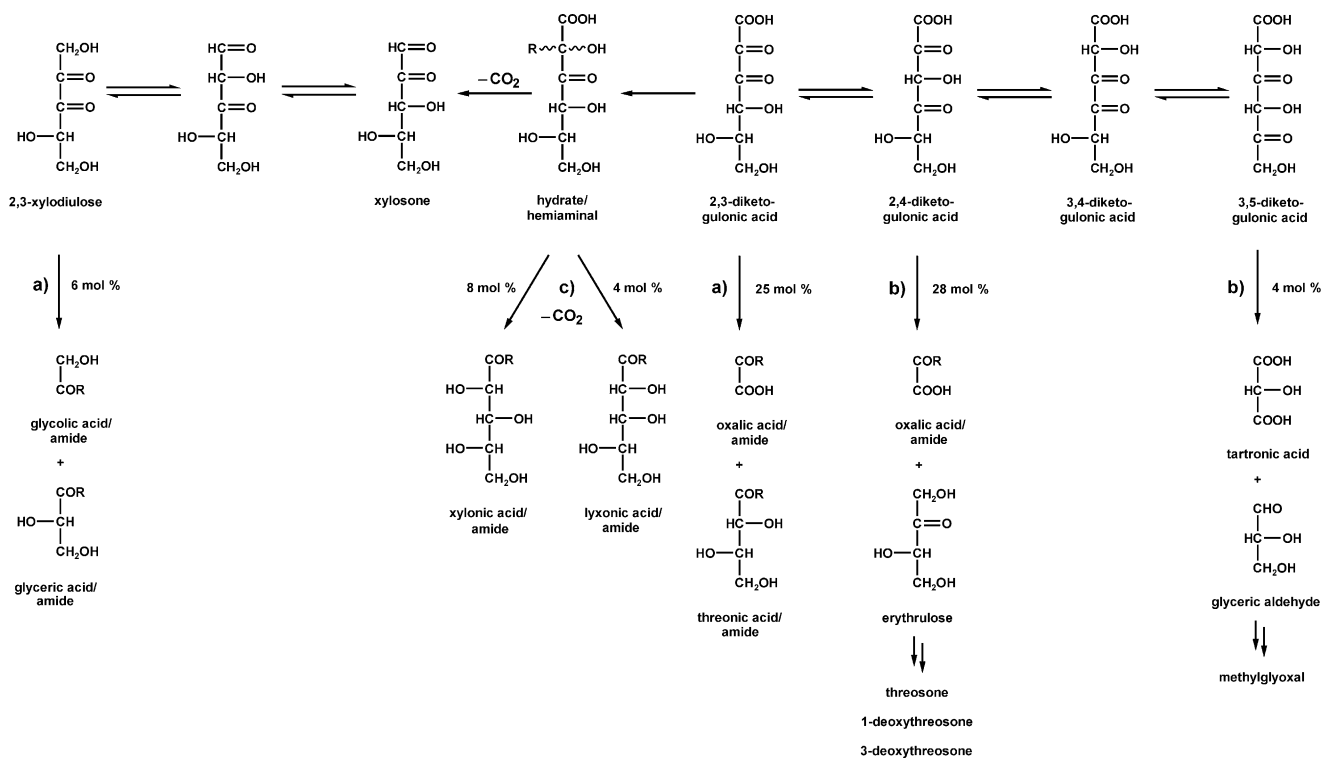 COOH
COOH
COOH
COOH
COOH
CH2OH
HC=O
HC=O
R
C
OH
C=O
C=O
HC-OH
HC-OH
C=O
HC-OH
C=O
– CO2
C=O
C=O
HC-OH
C=O
C=O
C=O
C=O
HC-OH
HC-OH
HC-OH
C=O
C=O
HC-OH
HO-CH
HO-CH
HO-CH
HO-CH
HO-CH
HO-CH
HO-CH
C=O
CH2OH
CH2OH
CH2OH
CH2OH
CH2OH
CH2OH
CH2OH
CH2OH
2,3-xylodiulose
xylosone
hydrate/
hemiaminal
2,3-diketo-
gulonic acid
2,4-diketo-
gulonic acid
3,4-diketo-
gulonic acid
3,5-diketo-
gulonic acid
a) 6 mol %
8 mol % c) 4 mol %
– CO2
a) 25 mol %
b) 28 mol %
b) 4 mol %
CH2OH
COR
glycolic acid/
amide
+
COR
HO-CH
CH2OH
glyceric acid/
amide
COR
HO-CH
HC-OH
HO-CH
CH2OH
xylonic acid/
amide
COR
HC-OH
HC-OH
HO-CH
CH2OH
lyxonic acid/
amide
COR
COOH
oxalic acid/
amide
+
COR
HC-OH
HO-CH
CH2OH
threonic acid/
amide
COR
COOH
oxalic acid/
amide
+
CH2OH
C=O
HO-CH
CH2OH
erythrulose
threosone
1-deoxythreosone
3-deoxythreosone
COOH
HC-OH
COOH
tartronic acid
+
CHO
HC-OH
CH2OH
glyceric aldehyde
methylglyoxal